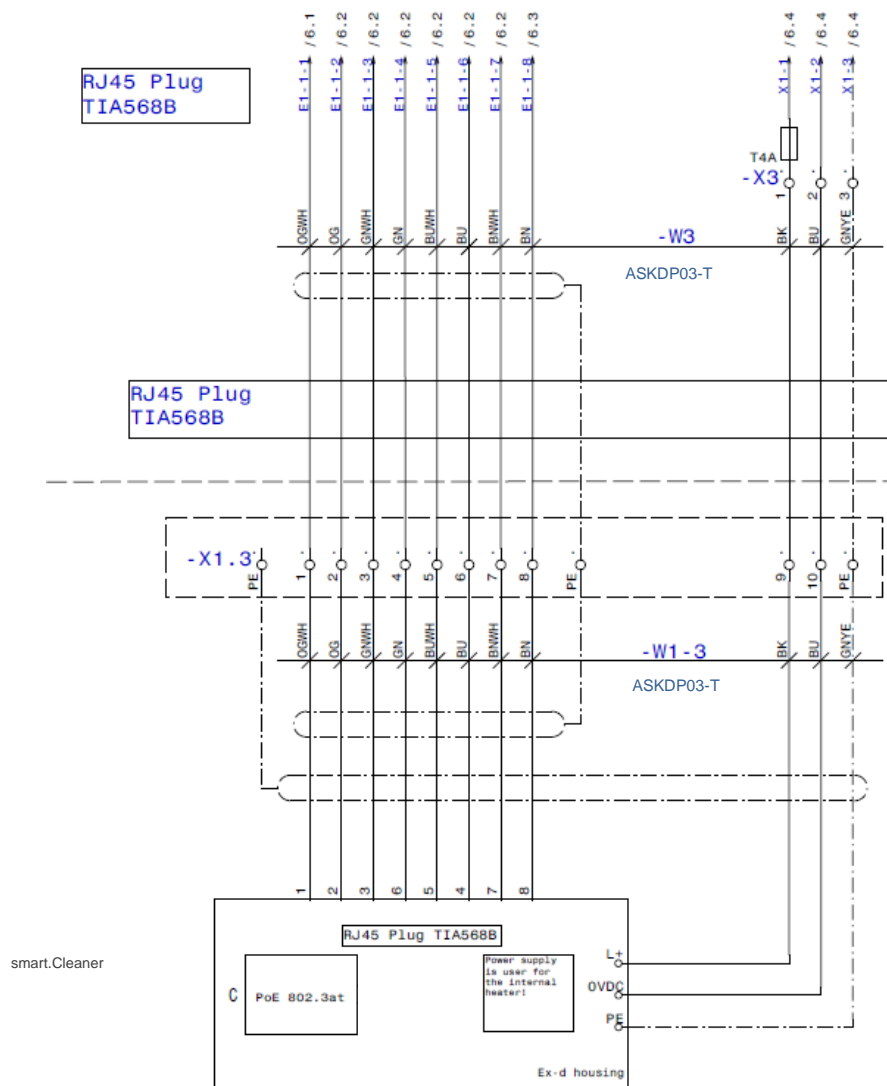 /6.1 /6.2 /6.2 /6.2 /6.2 /6.2 /6.2 /6.3 /6.4 /6.4 /6.4
E1-1-1 E1-1-2 E1-1-3 E1-1-4 E1-1-5 E1-1-6 E1-1-7 E1-1-8 X1-1 X1-2 X1-3
RJ45 Plug
TIA568B
T4A
-X3
1 2 3
OGWH OG GNWH GN BUWH BU BNWH BN -W3 BK BU GNYE
ASKDP03-T
RJ45 Plug
TIA568B
-X1.3
PE 1 2 3 4 5 6 7 8 PE 9 10 PE
OGWH OG GNWH GN BUWH BU BNWH BN -W1-3 BK BU GNYE
ASKDP03-T
1 2 3 6 5 4 7 8
RJ45 Plug TIA568B
smart.Cleaner
C
PoE 802.3at
Power supply
is user for
the internal
heater!
L+
0VDC
PE
Ex-d housing